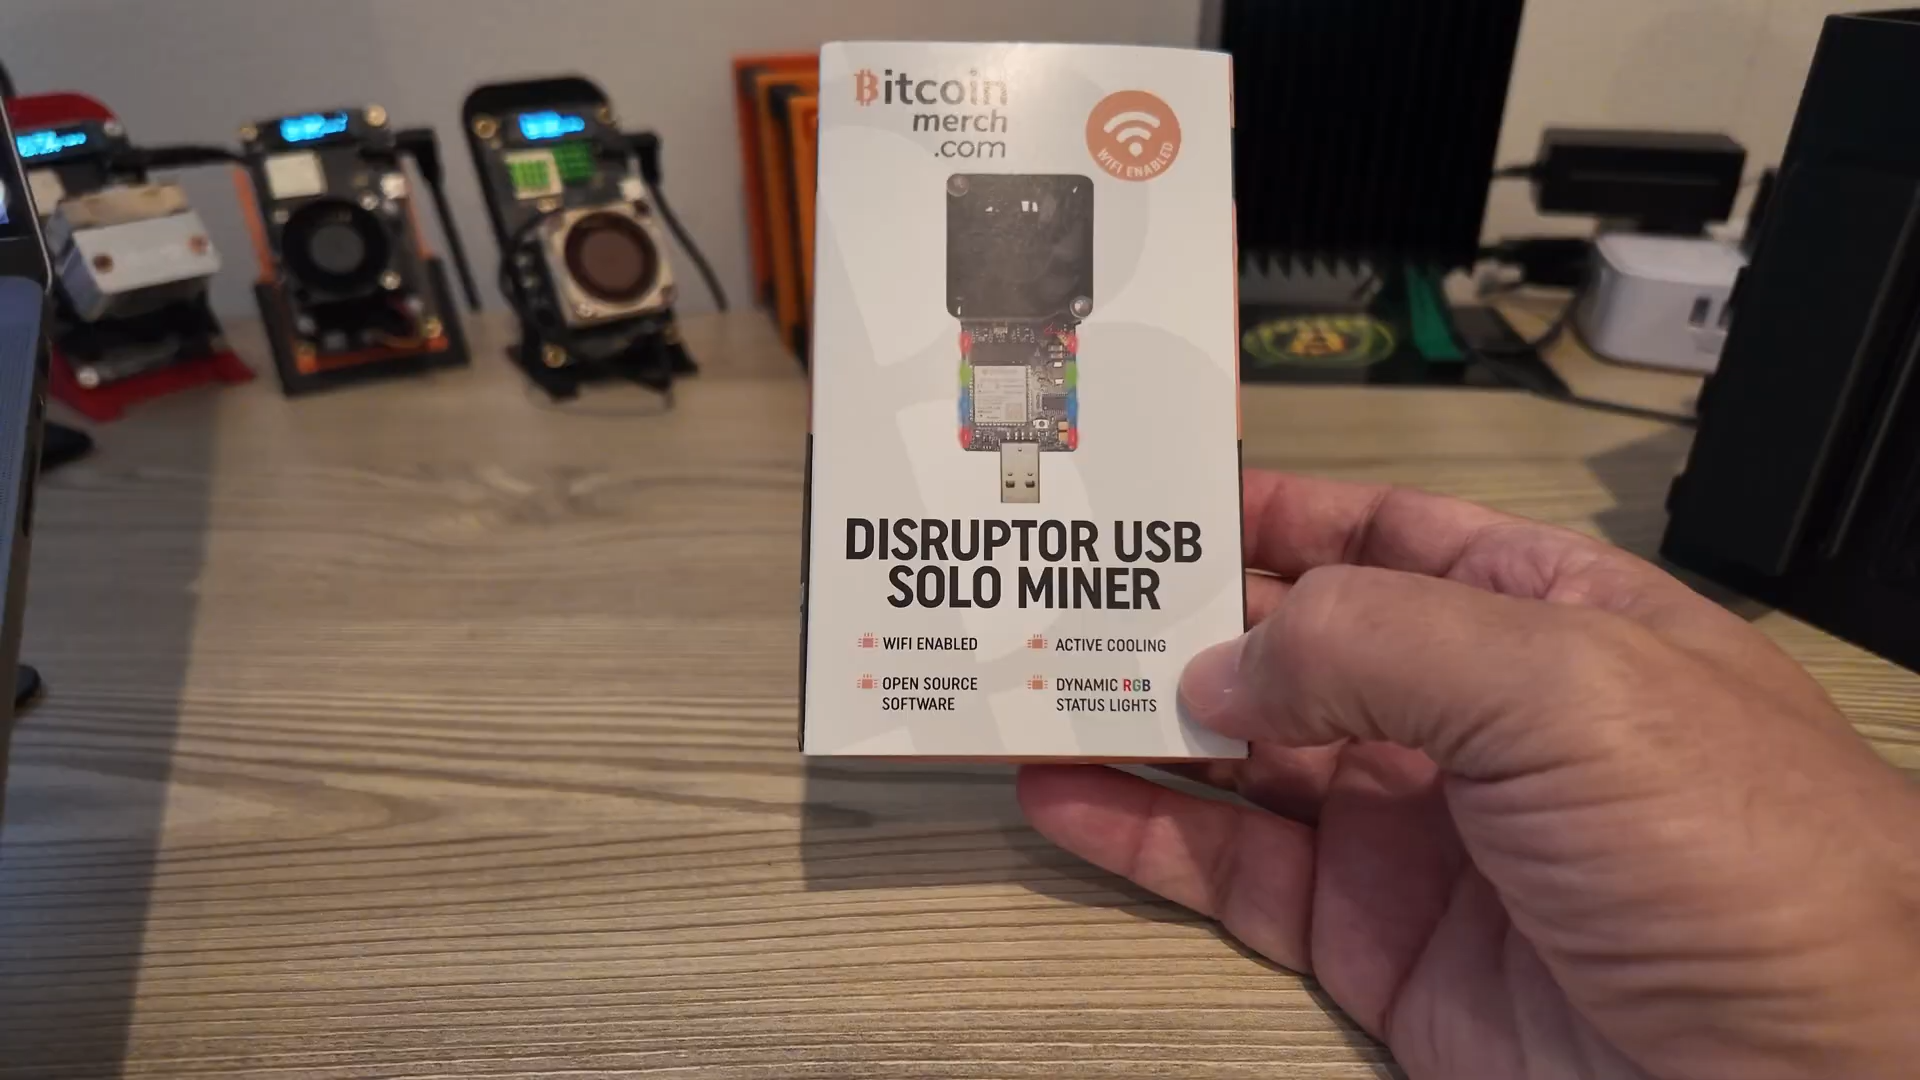 Bitcoin
merch
.com
WIFI ENABLED
DISRUPTOR USB
SOLO MINER
WIFI ENABLED
ACTIVE COOLING
OPEN SOURCE
SOFTWARE
DYNAMIC RGB
STATUS LIGHTS